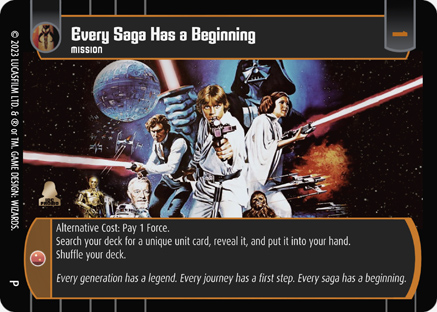 Every Saga Has a Beginning
MISSION
1
© 2023 LUCASFILM LTD. & ® or TM. GAME DESIGN: WIZARDS.
P
Alternative Cost: Pay 1 Force.
Search your deck for a unique unit card, reveal it, and put it into your hand.
Shuffle your deck.
Every generation has a legend. Every journey has a first step. Every saga has a beginning.